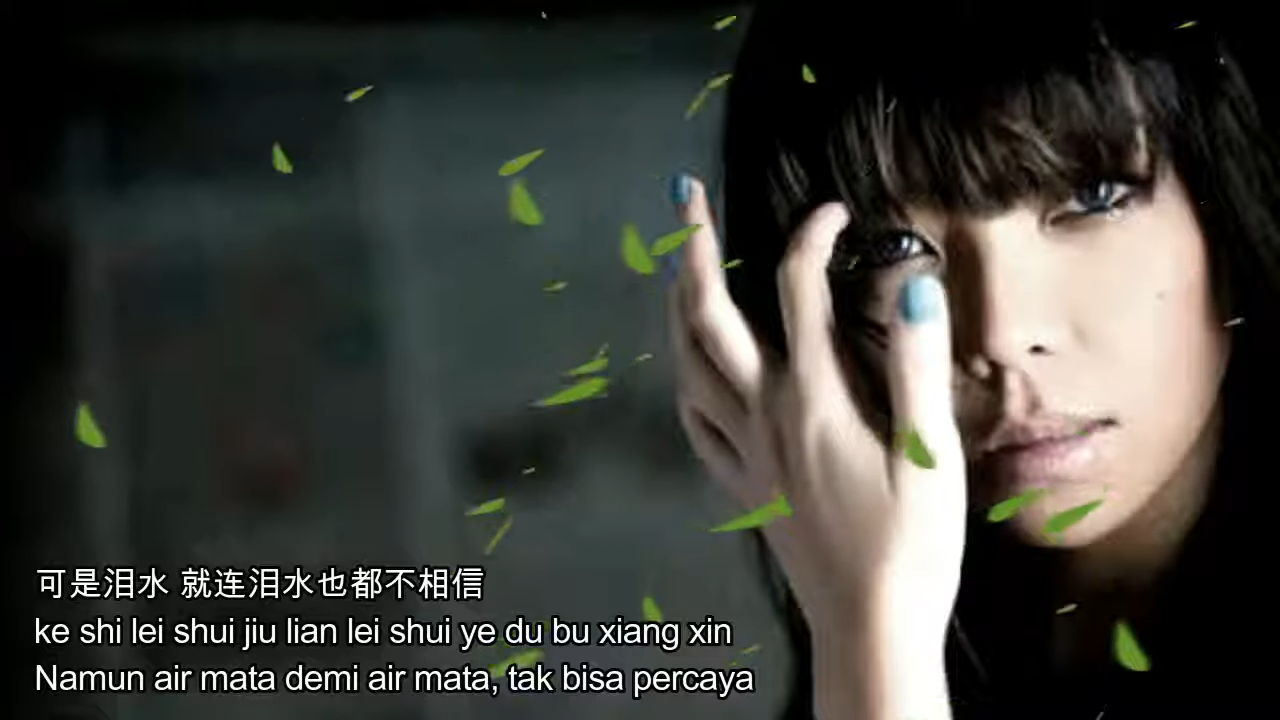 可是泪水 就连泪水也都不相信
ke shi lei shui jiu lian lei shui ye du bu xiang xin
Namun air mata demi air mata, tak bisa percaya